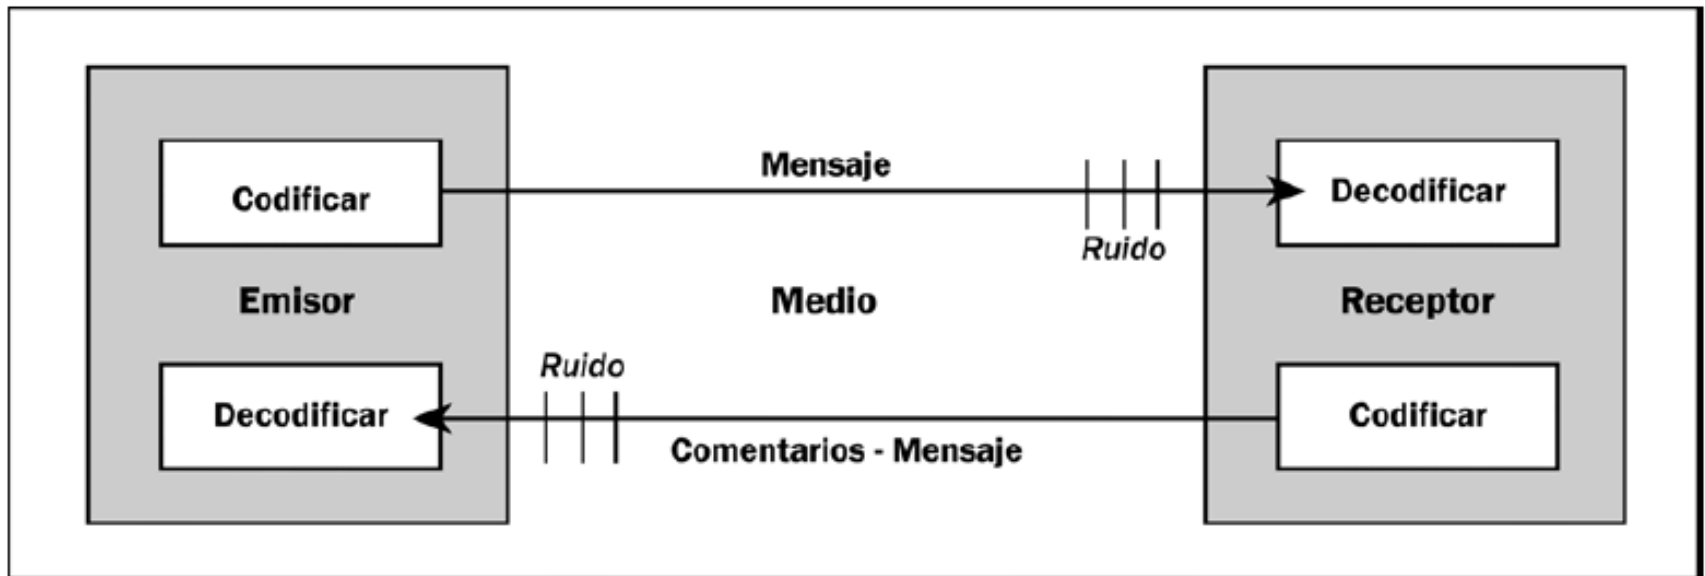 Mensaje
Codificar
Decodificar
Ruido
Emisor
Medio
Receptor
Ruido
Decodificar
Codificar
Comentarios - Mensaje